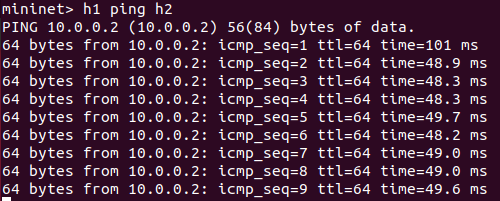 mininet> h1 ping h2
PING 10.0.0.2 (10.0.0.2) 56(84) bytes of data.
64 bytes from 10.0.0.2: icmp_seq=1 ttl=64 time=101 ms
64 bytes from 10.0.0.2: icmp_seq=2 ttl=64 time=48.9 ms
64 bytes from 10.0.0.2: icmp_seq=3 ttl=64 time=48.3 ms
64 bytes from 10.0.0.2: icmp_seq=4 ttl=64 time=48.3 ms
64 bytes from 10.0.0.2: icmp_seq=5 ttl=64 time=49.7 ms
64 bytes from 10.0.0.2: icmp_seq=6 ttl=64 time=48.2 ms
64 bytes from 10.0.0.2: icmp_seq=7 ttl=64 time=49.0 ms
64 bytes from 10.0.0.2: icmp_seq=8 ttl=64 time=49.0 ms
64 bytes from 10.0.0.2: icmp_seq=9 ttl=64 time=49.6 ms